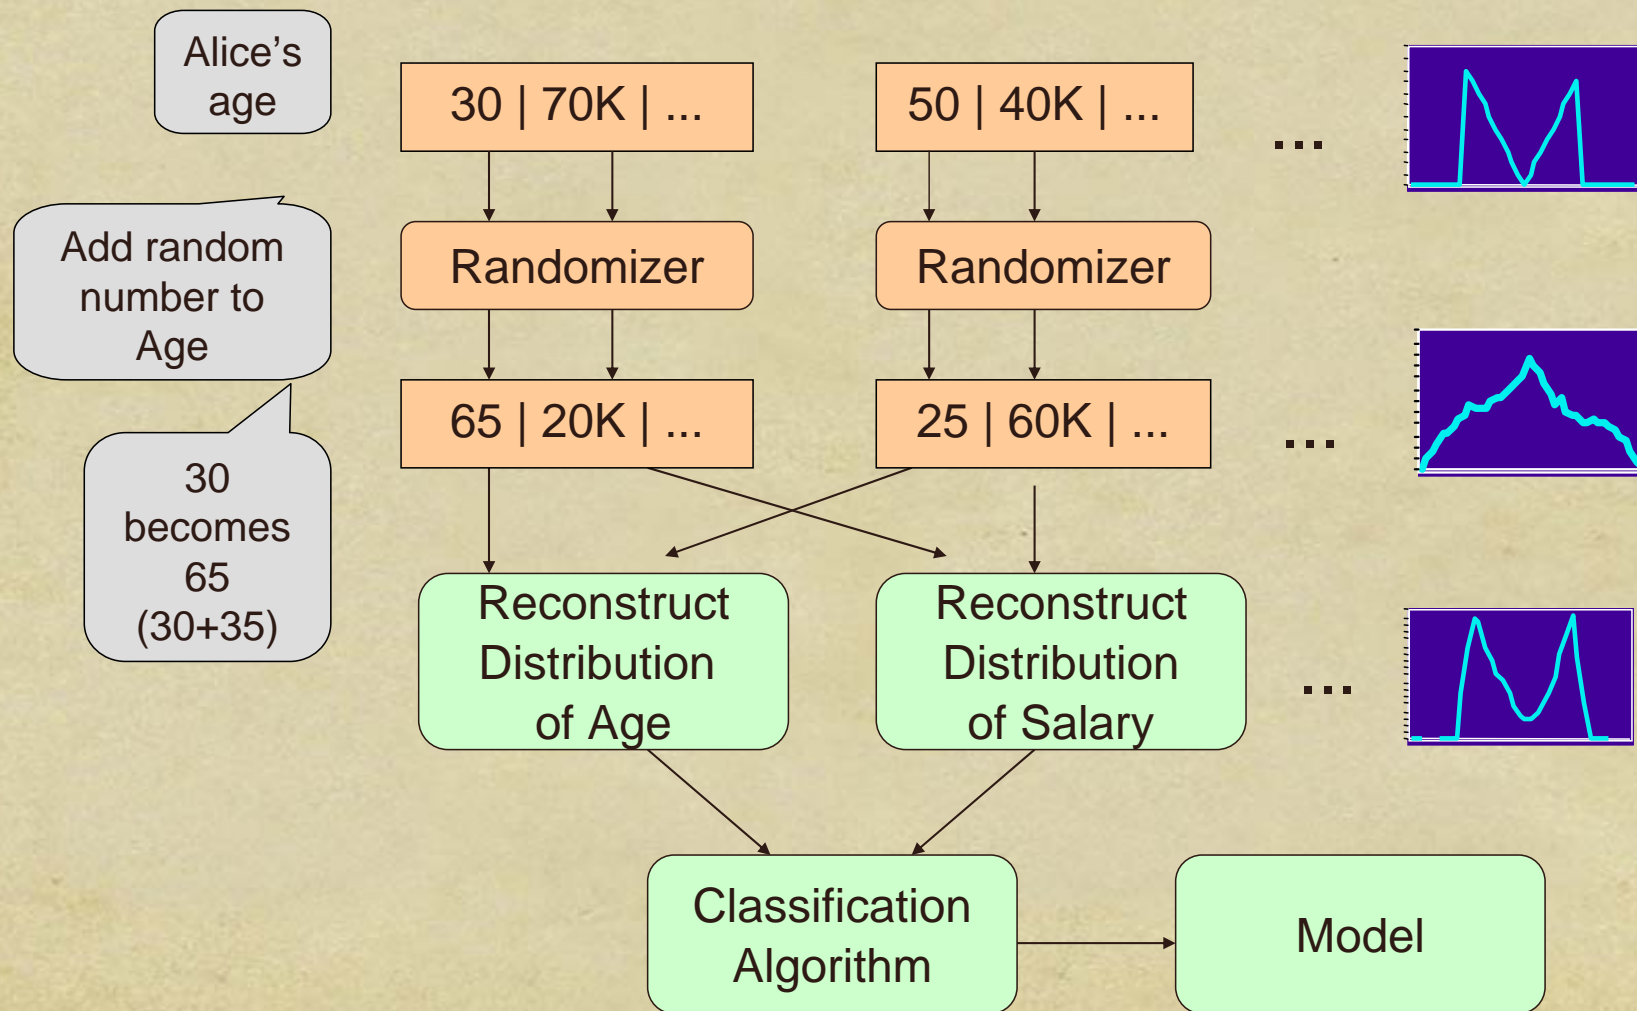 Alice’s
age
30 | 70K | ...
50 | 40K | ...
...
Add random
number to
Age
Randomizer
Randomizer
30
becomes
65
(30+35)
65 | 20K | ...
25 | 60K | ...
...
Reconstruct
Distribution
of Age
Reconstruct
Distribution
of Salary
...
Classification
Algorithm
Model